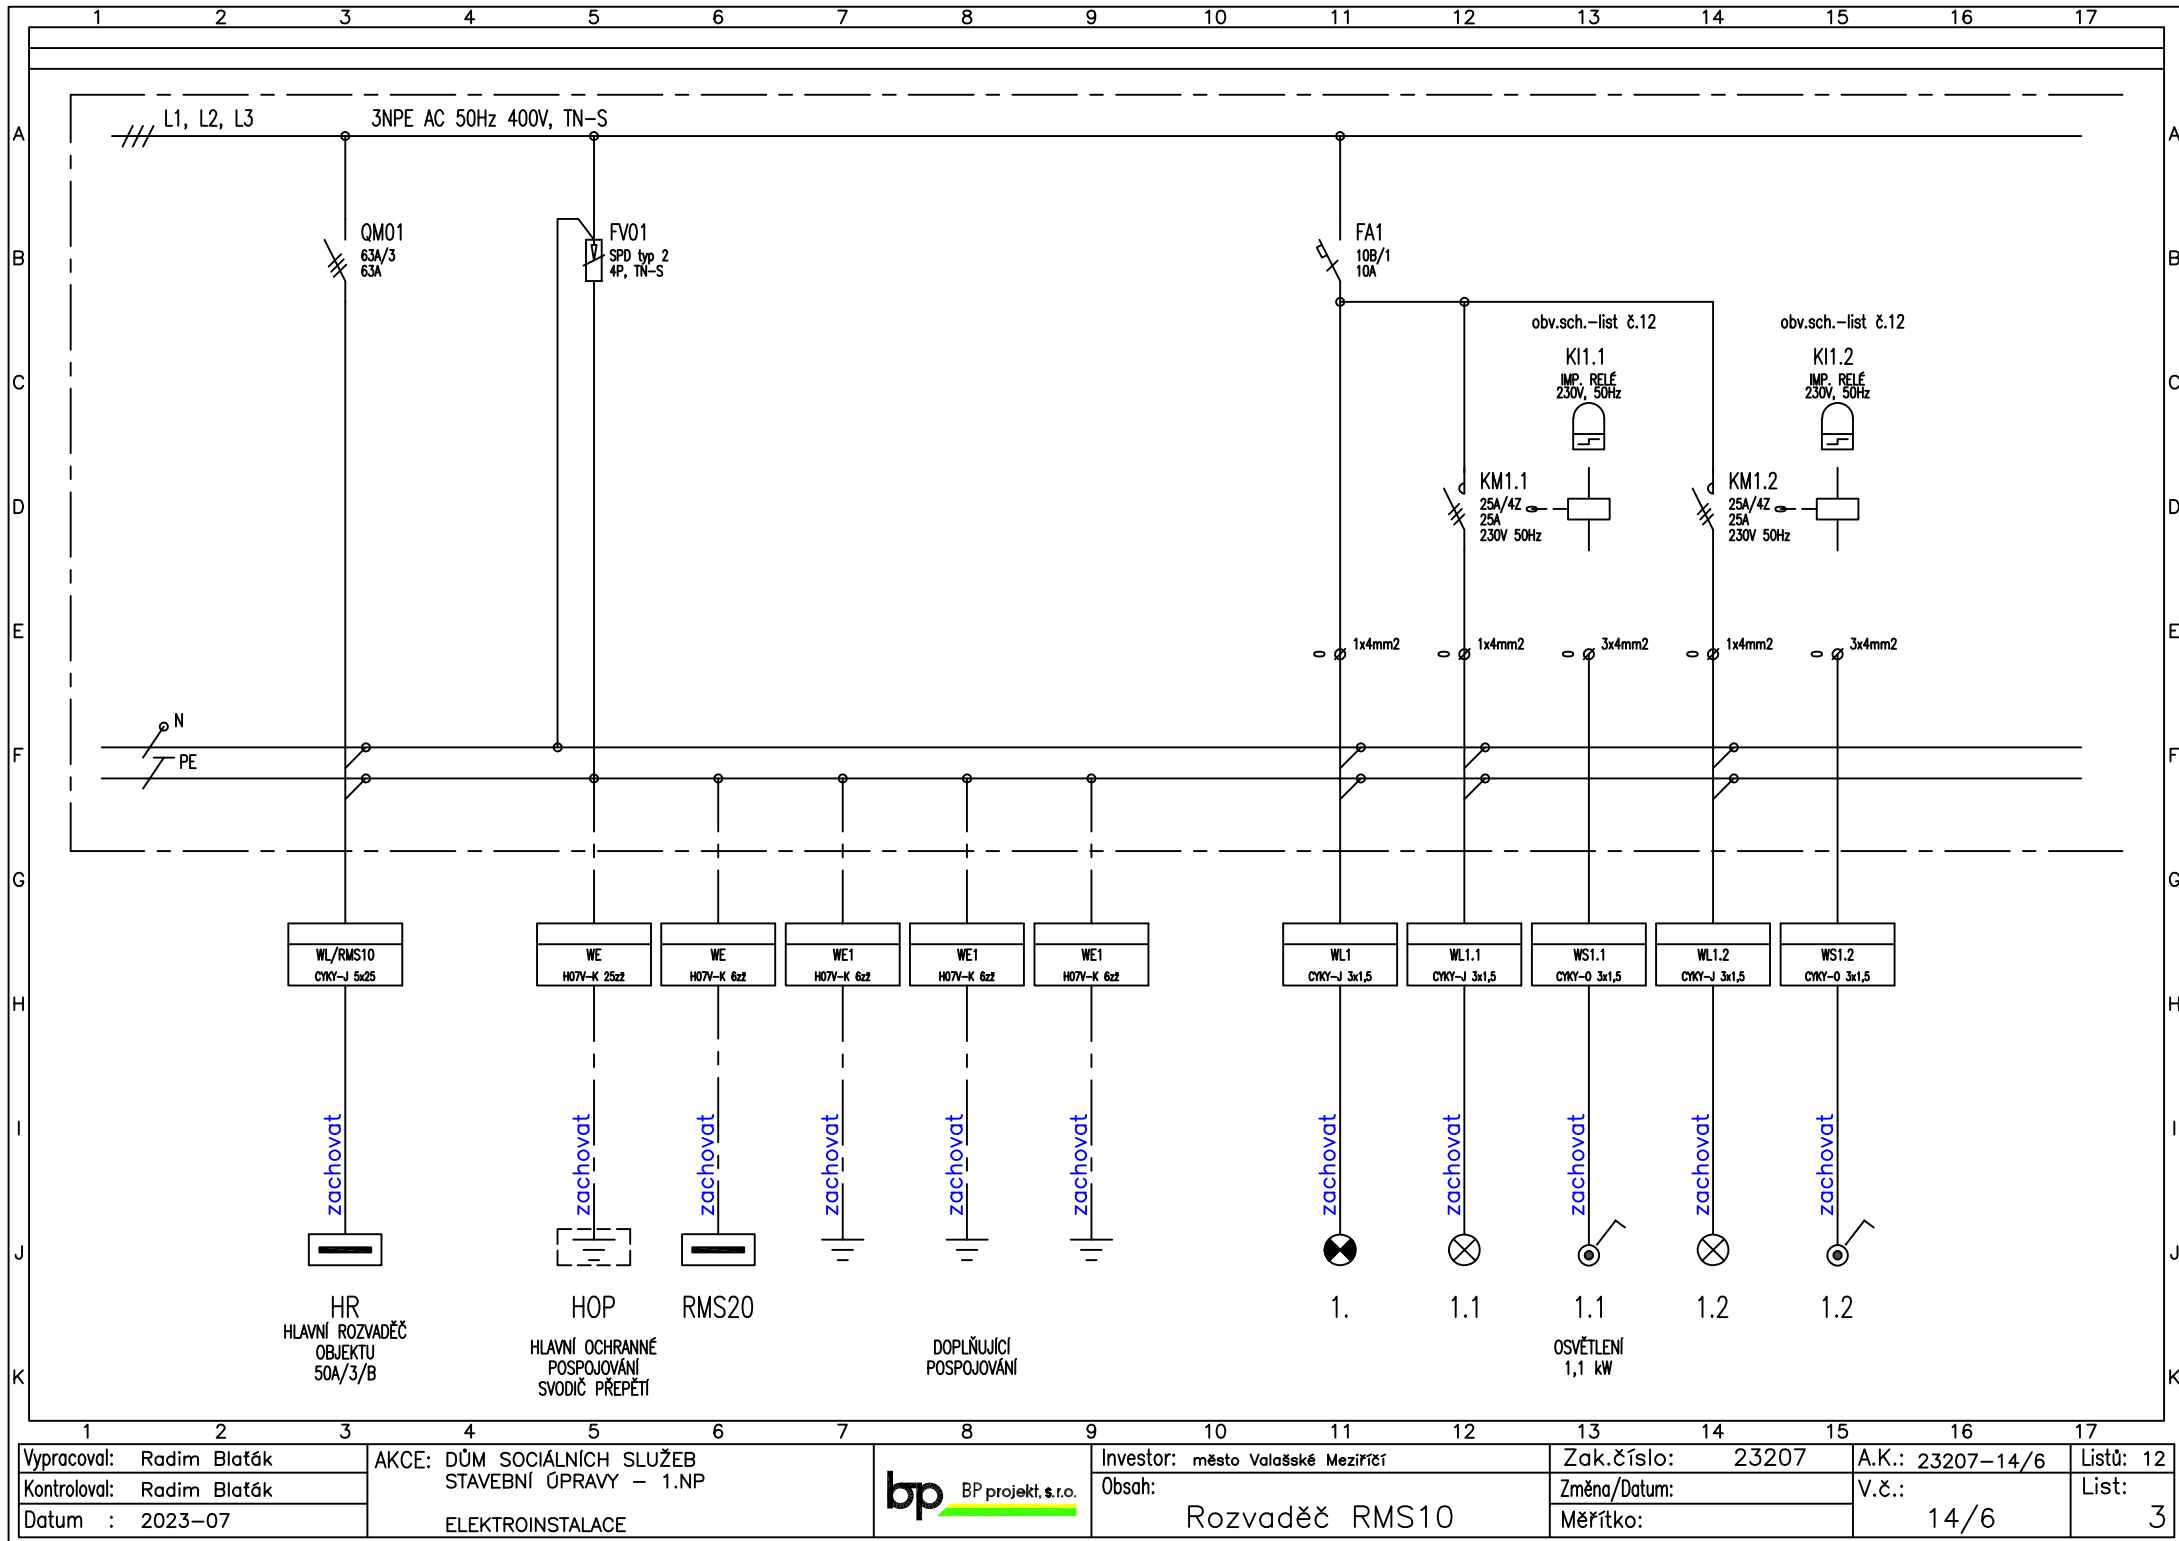 1 2 3 4 5 6 7 8 9 10 11 12 13 14 15 16 17
A L1, L2, L3 3NPE AC 50Hz 400V, TN-S A
B QM01 FV01 FA1 B
63A/3 SPD typ 2 10B/1
63A 4P, TN-S 10A
obv.sch.-list č.12 obv.sch.-list č.12
KI1.1 KI1.2
C IMP. RELÉ IMP. RELÉ C
230V, 50Hz 230V, 50Hz
KM1.1 KM1.2
D 25A/4Z 25A/4Z D
25A 25A
230V 50Hz 230V 50Hz
E 1x4mm2 1x4mm2 3x4mm2 1x4mm2 3x4mm2 E
N
F PE F
G G
WL/RMS10 WE WE WE1 WE1 WE1 WL1 WL1.1 WS1.1 WL1.2 WS1.2
CYKY-J 5x25 H07V-K 25zž H07V-K 6zž H07V-K 6zž H07V-K 6zž H07V-K 6zž CYKY-J 3x1,5 CYKY-J 3x1,5 CYKY-O 3x1,5 CYKY-J 3x1,5 CYKY-O 3x1,5
H H
I zachovat zachovat zachovat zachovat zachovat zachovat zachovat zachovat zachovat zachovat zachovat I
J J
HR HOP RMS20 1. 1.1 1.1 1.2 1.2
HLAVNÍ ROZVADĚČ
OBJEKTU
50A/3/B
HLAVNÍ OCHRANNÉ
POSPOJOVÁNÍ
SVODIČ PŘEPĚTÍ
DOPLŇUJÍCÍ
POSPOJOVÁNÍ
OSVĚTLENÍ
1,1 kW
K K
1 2 3 4 5 6 7 8 9 10 11 12 13 14 15 16 17
Vypracoval: Radim Blaťák
Kontroloval: Radim Blaťák
Datum : 2023-07
AKCE: DŮM SOCIÁLNÍCH SLUŽEB
STAVEBNÍ ÚPRAVY - 1.NP
ELEKTROINSTALACE
bp BP projekt, s.r.o.
Investor: město Valašské Meziříčí
Obsah:
Rozvaděč RMS10
Zak.číslo: 23207
Změna/Datum:
Měřítko:
A.K.: 23207-14/6
V.č.:
14/6
Listů: 12
List:
3